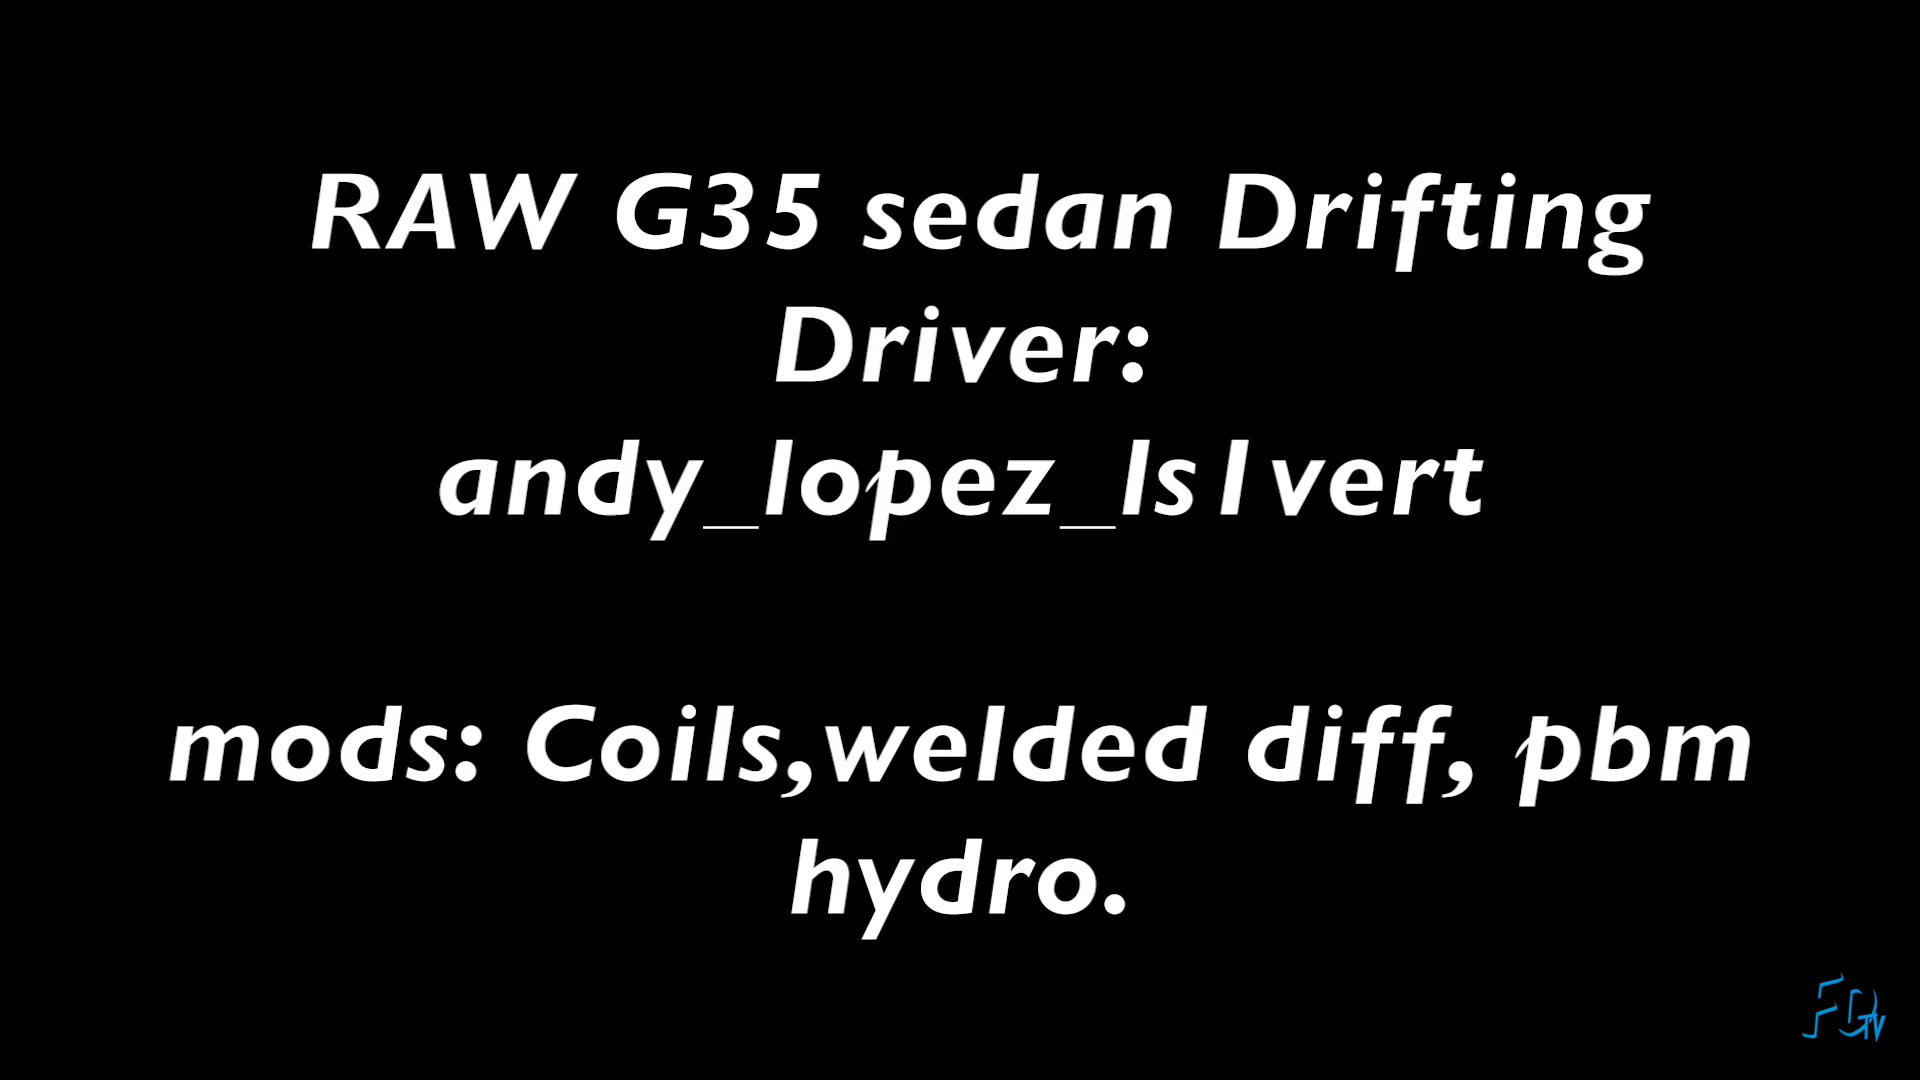 RAW G35 sedan Drifting
Driver:
andy_lopez_ls1vert
mods: Coils,welded diff, pbm
hydro.